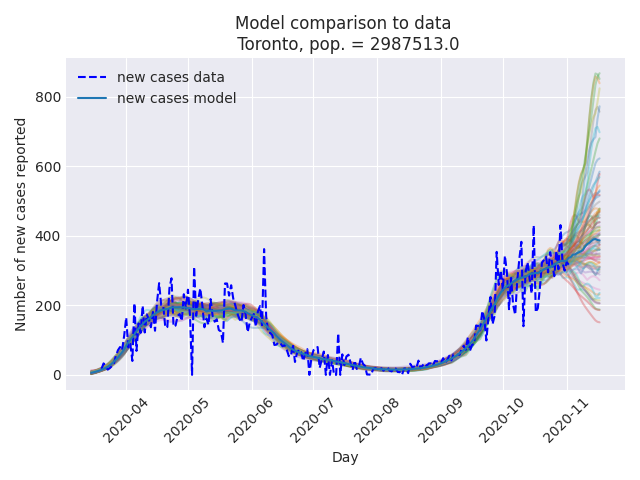 Model comparison to data
Toronto, pop. = 2987513.0
new cases data
new cases model
Number of new cases reported
800
600
400
200
0
2020-04
2020-05
2020-06
2020-07
2020-08
2020-09
2020-10
2020-11
Day